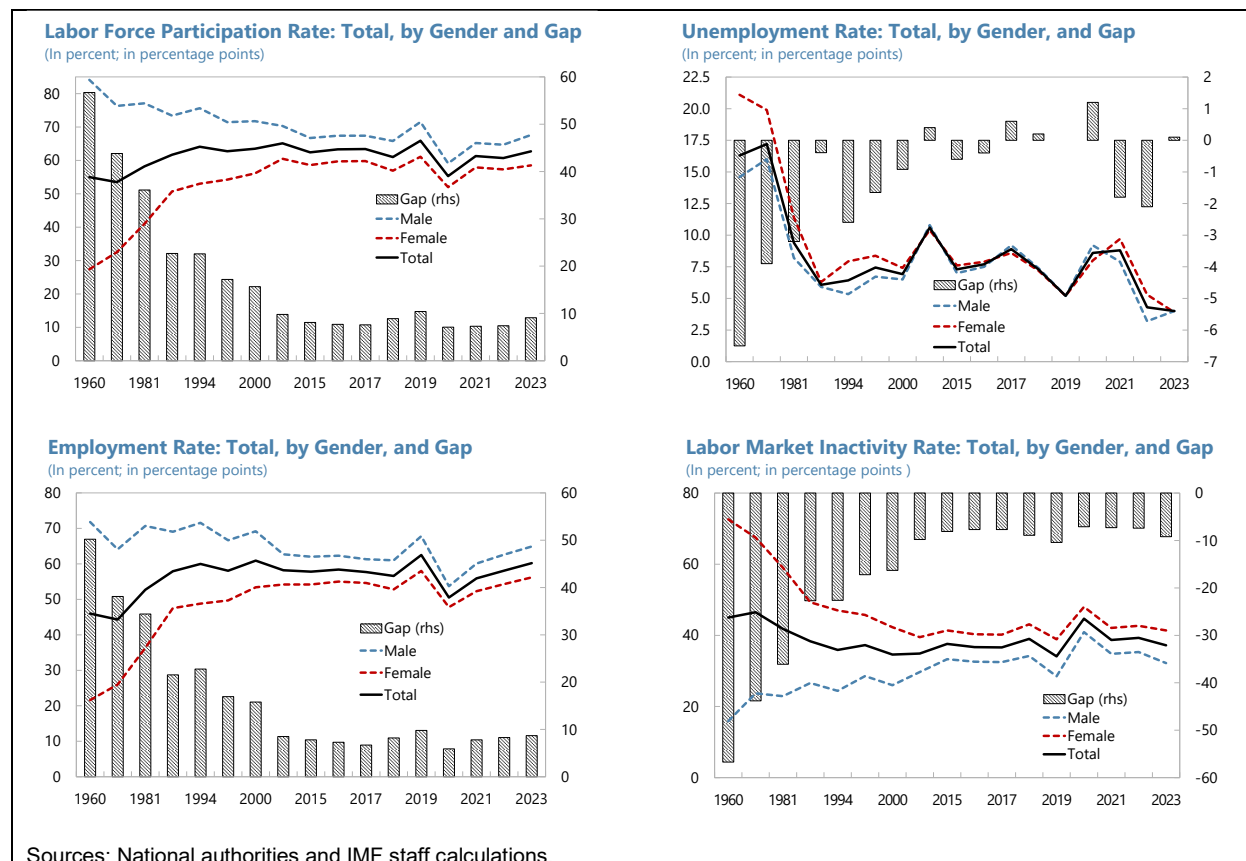 Labor Force Participation Rate: Total, by Gender and Gap
(In percent; in percentage points)
80
70
60
50
40
30
20
10
0
60
50
40
30
20
10
0
Gap (rhs)
Male
Female
Total
1960 1981 1994 2000 2015 2017 2019 2021 2023
Unemployment Rate: Total, by Gender, and Gap
(In percent; in percentage points)
22.5
20.0
17.5
15.0
12.5
10.0
7.5
5.0
2.5
0.0
2
1
0
-1
-2
-3
-4
-5
-6
-7
Gap (rhs)
Male
Female
Total
1960 1981 1994 2000 2015 2017 2019 2021 2023
Employment Rate: Total, by Gender, and Gap
(In percent; in percentage points)
80
70
60
50
40
30
20
10
0
60
50
40
30
20
10
0
Gap (rhs)
Male
Female
Total
1960 1981 1994 2000 2015 2017 2019 2021 2023
Labor Market Inactivity Rate: Total, by Gender, and Gap
(In percent; in percentage points )
80
60
40
20
0
0
-10
-20
-30
-40
-50
-60
Gap (rhs)
Male
Female
Total
1960 1981 1994 2000 2015 2017 2019 2021 2023
Sources: National authorities and IMF staff calculations